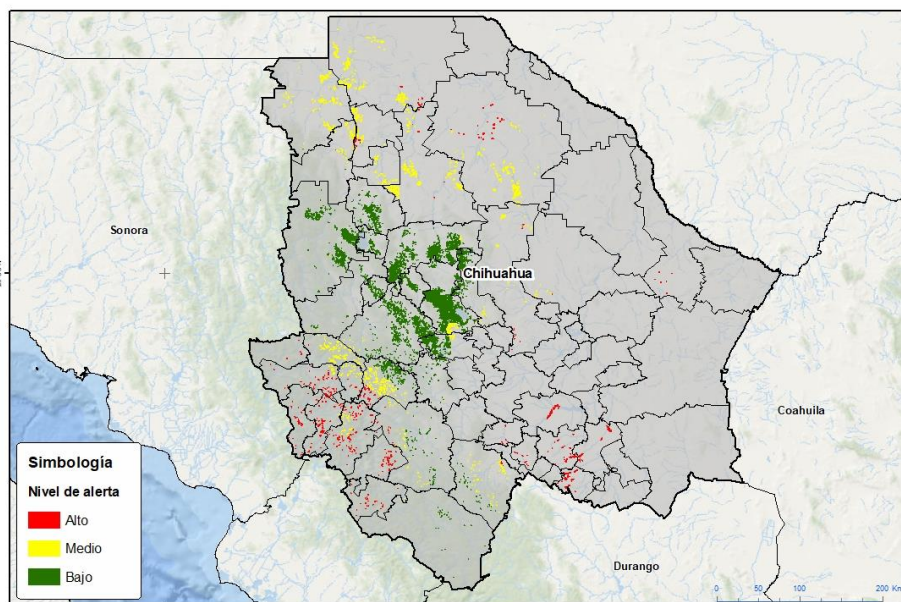 Sonora
Chihuahua
Coahuila
Durango
Simbología
Nivel de alerta
Alto
Medio
Bajo
0 50 100 200 Km